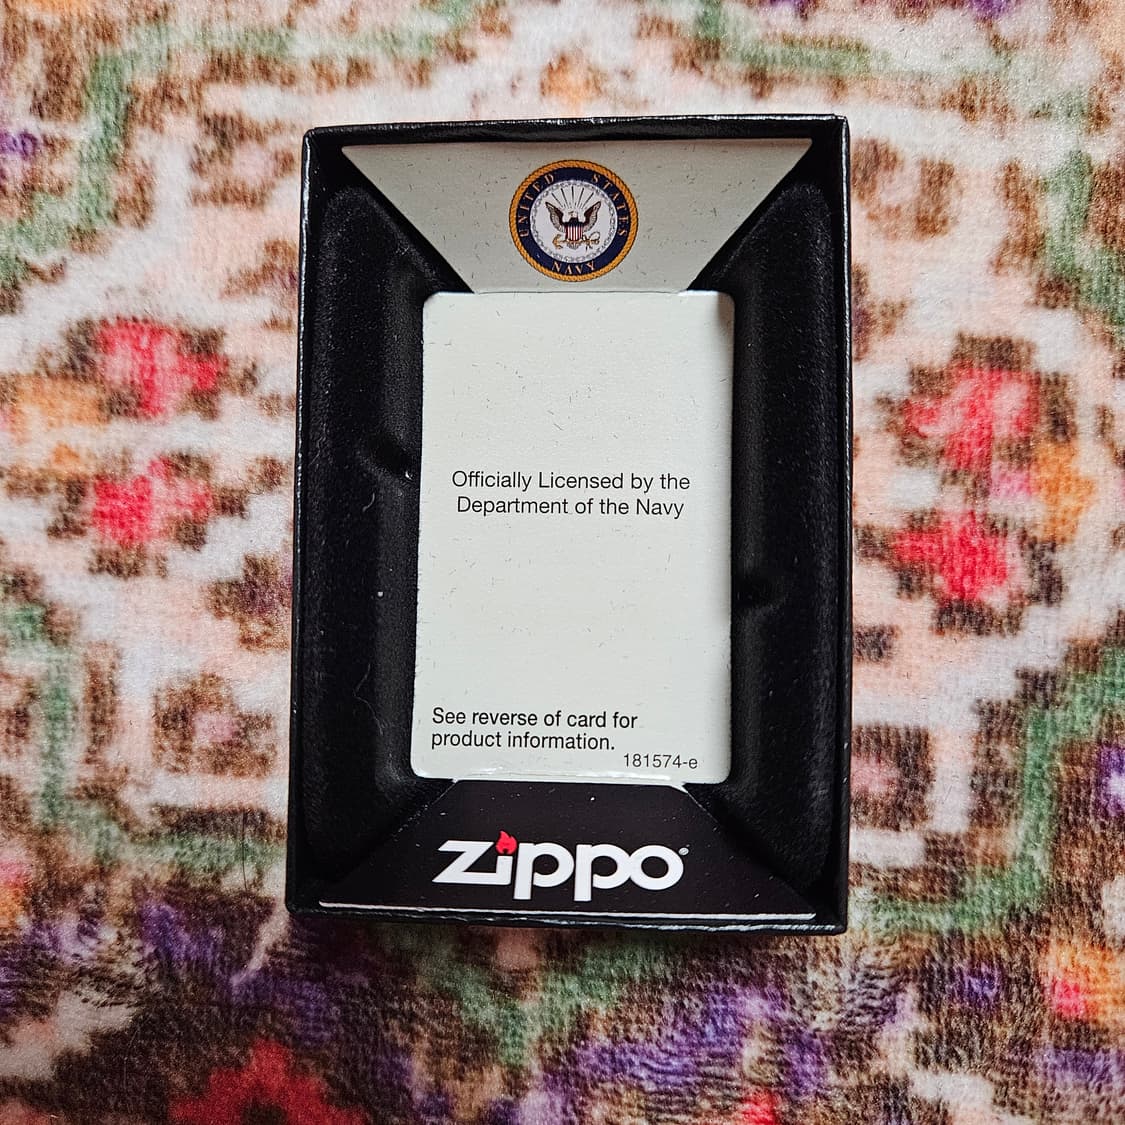 UNITED STATES
NAVY
Officially Licensed by the
Department of the Navy
See reverse of card for
product information.
181574-e
zippo®